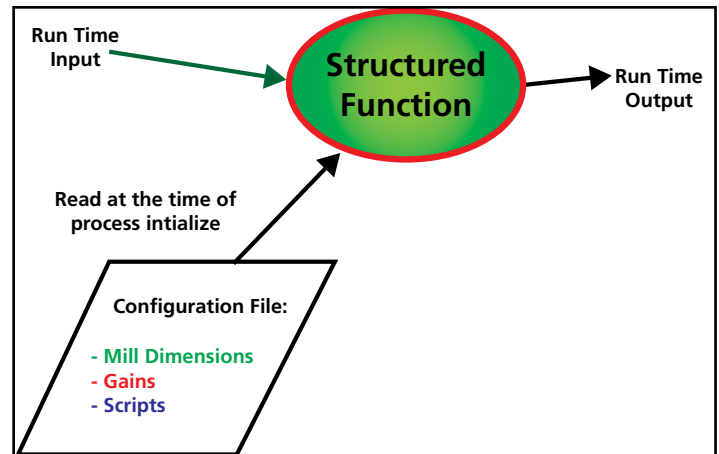 Run Time
Input
Structured
Function
Run Time
Output
Read at the time of
process intialize
Configuration File:
- Mill Dimensions
- Gains
- Scripts